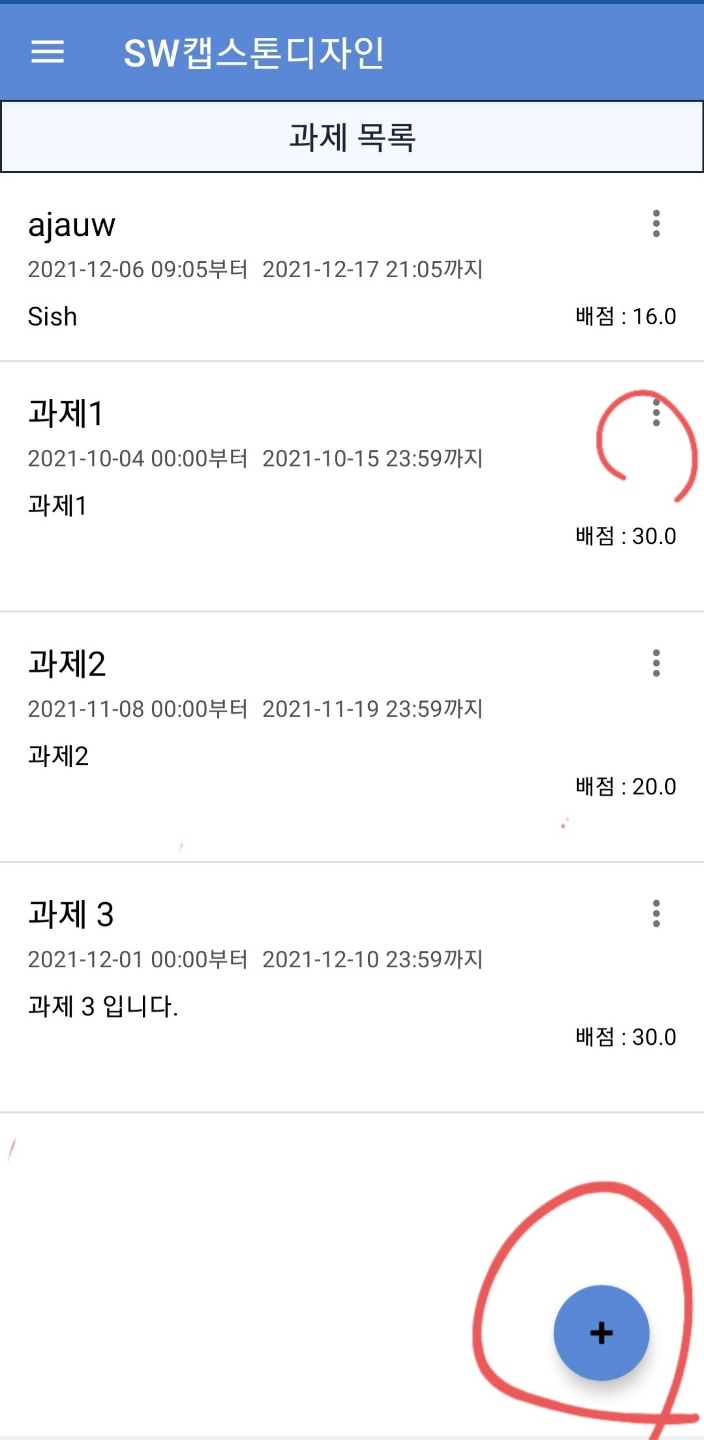 SW캡스톤디자인
과제 목록
ajauw
2021-12-06 09:05부터 2021-12-17 21:05까지
Sish 배점 : 16.0
과제1
2021-10-04 00:00부터 2021-10-15 23:59까지
과제1
배점 : 30.0
과제2
2021-11-08 00:00부터 2021-11-19 23:59까지
과제2
배점 : 20.0
과제 3
2021-12-01 00:00부터 2021-12-10 23:59까지
과제 3 입니다.
배점 : 30.0
+